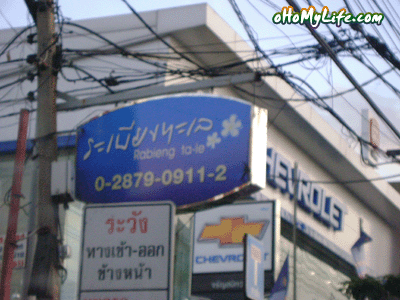 oHoMyLife.com
ระเบียงทะเล
Rabieng ta-le
0-2879-0911-2
CHEVROLET
ระวัง
ทางเข้า-ออก
ข้างหน้า
CHEVROLET